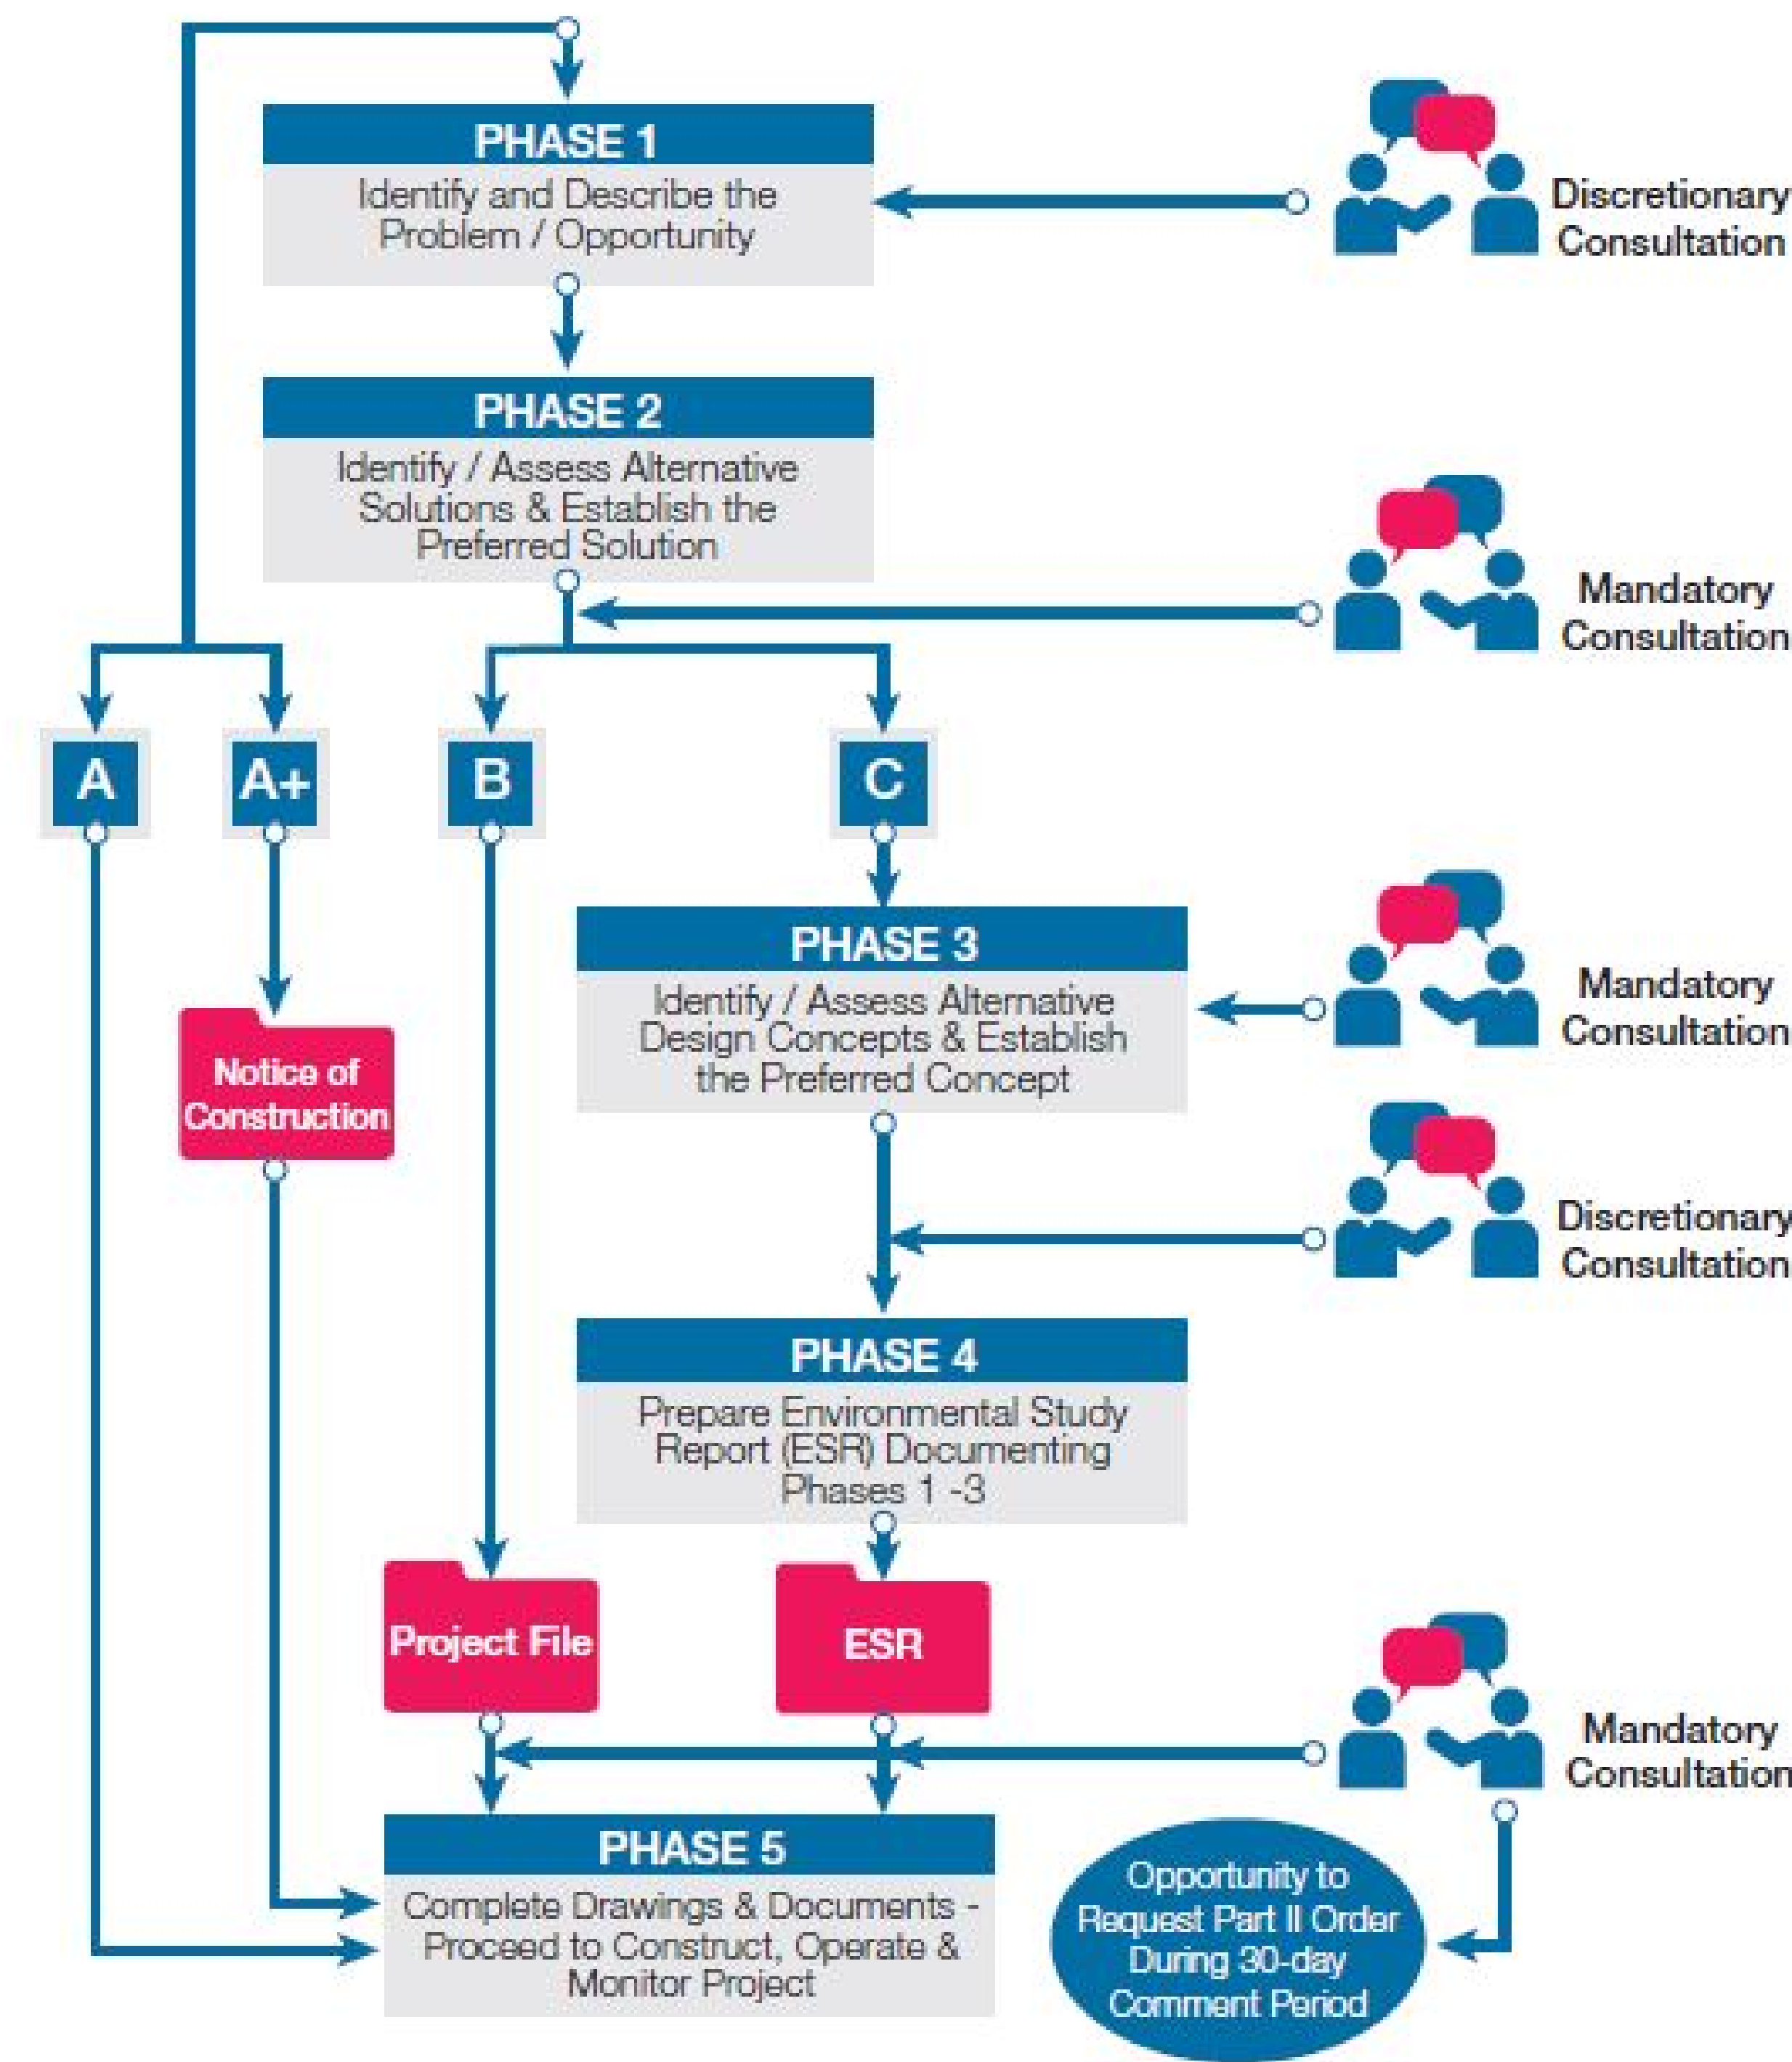 PHASE 1
Identify and Describe the
Problem / Opportunity
Discretionary
Consultation
PHASE 2
Identify / Assess Alternative
Solutions & Establish the
Preferred Solution
Mandatory
Consultation
A
A+
B
C
PHASE 3
Identify / Assess Alternative
Design Concepts & Establish
the Preferred Concept
Mandatory
Consultation
Notice of
Construction
Discretionary
Consultation
PHASE 4
Prepare Environmental Study
Report (ESR) Documenting
Phases 1 -3
Project File
ESR
Mandatory
Consultation
PHASE 5
Complete Drawings & Documents -
Proceed to Construct, Operate &
Monitor Project
Opportunity to
Request Part II Order
During 30-day
Comment Period